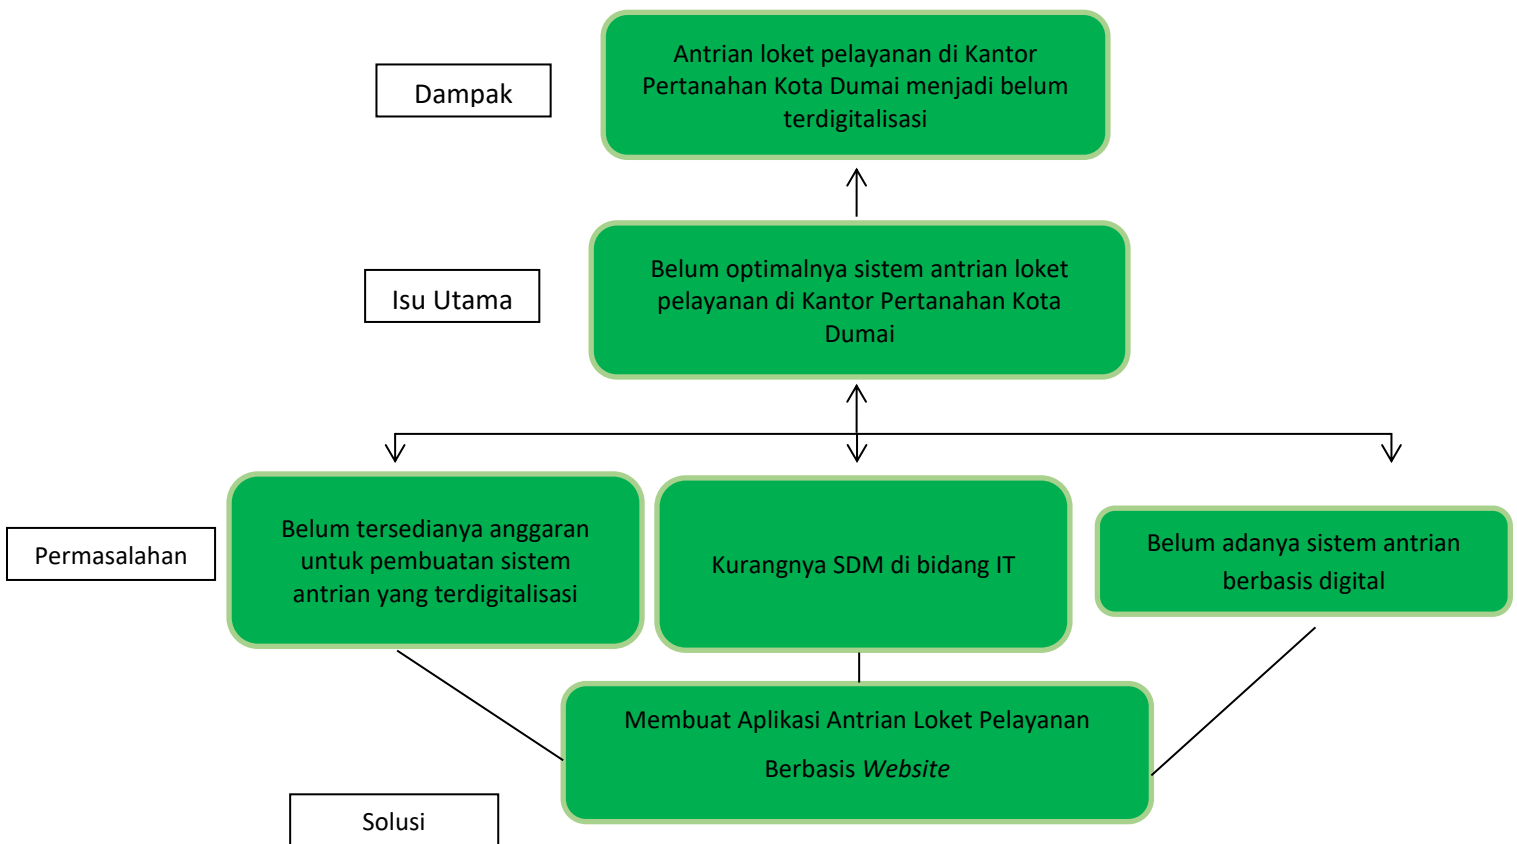 Dampak
Antrian loket pelayanan di Kantor
Pertanahan Kota Dumai menjadi belum
terdigitalisasi
Isu Utama
Belum optimalnya sistem antrian loket
pelayanan di Kantor Pertanahan Kota
Dumai
Permasalahan
Belum tersedianya anggaran
untuk pembuatan sistem
antrian yang terdigitalisasi
Kurangnya SDM di bidang IT
Belum adanya sistem antrian
berbasis digital
Membuat Aplikasi Antrian Loket Pelayanan
Berbasis Website
Solusi